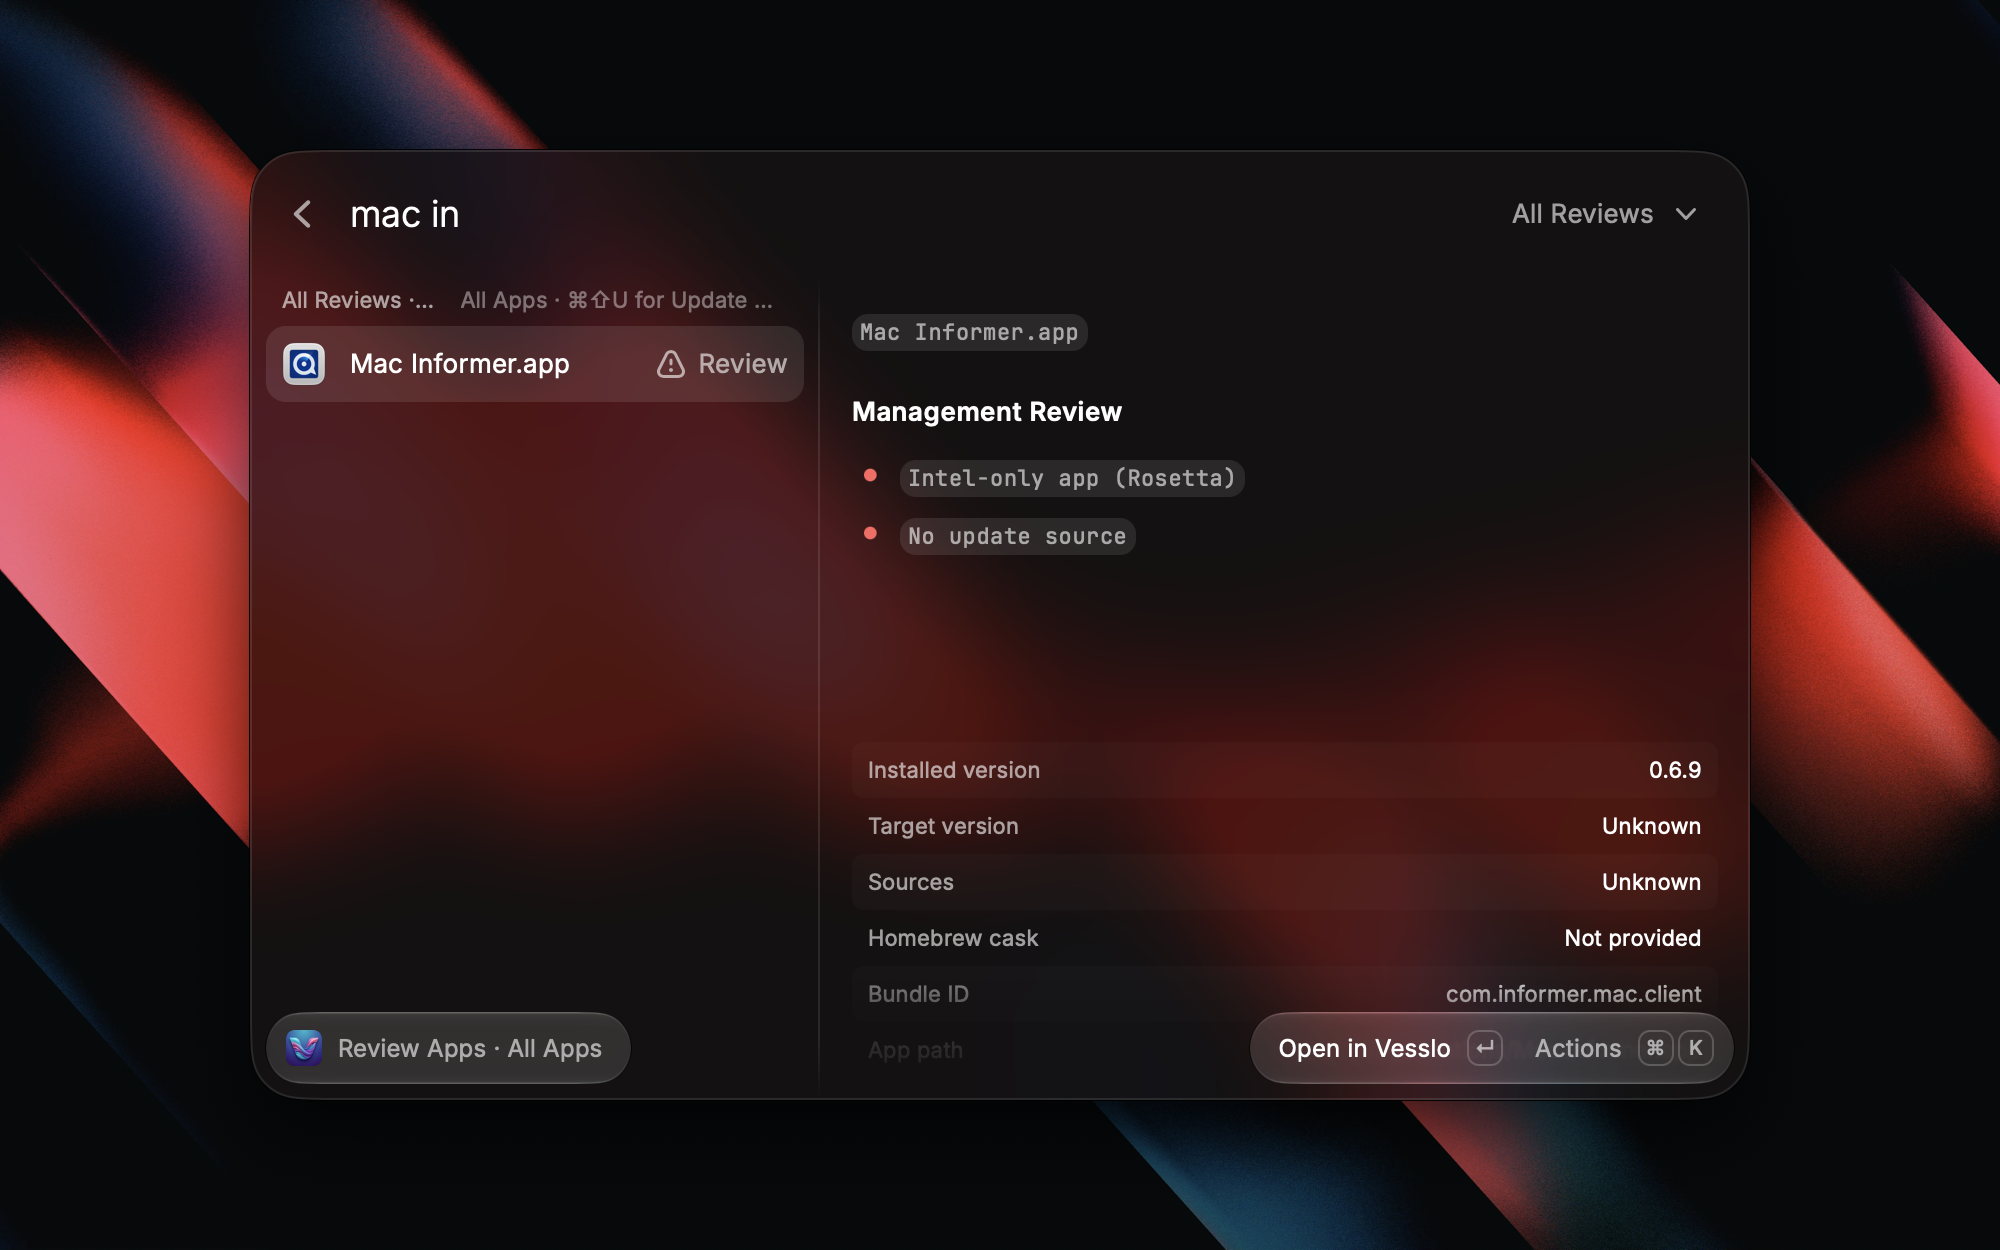 mac in
All Reviews
All Reviews ·... All Apps · ⌘⇧U for Update ...
Mac Informer.app Review
Mac Informer.app
Management Review
Intel-only app (Rosetta)
No update source
Installed version 0.6.9
Target version Unknown
Sources Unknown
Homebrew cask Not provided
Bundle ID com.informer.mac.client
App path
Review Apps · All Apps
Open in Vesslo ↵ Actions ⌘ K